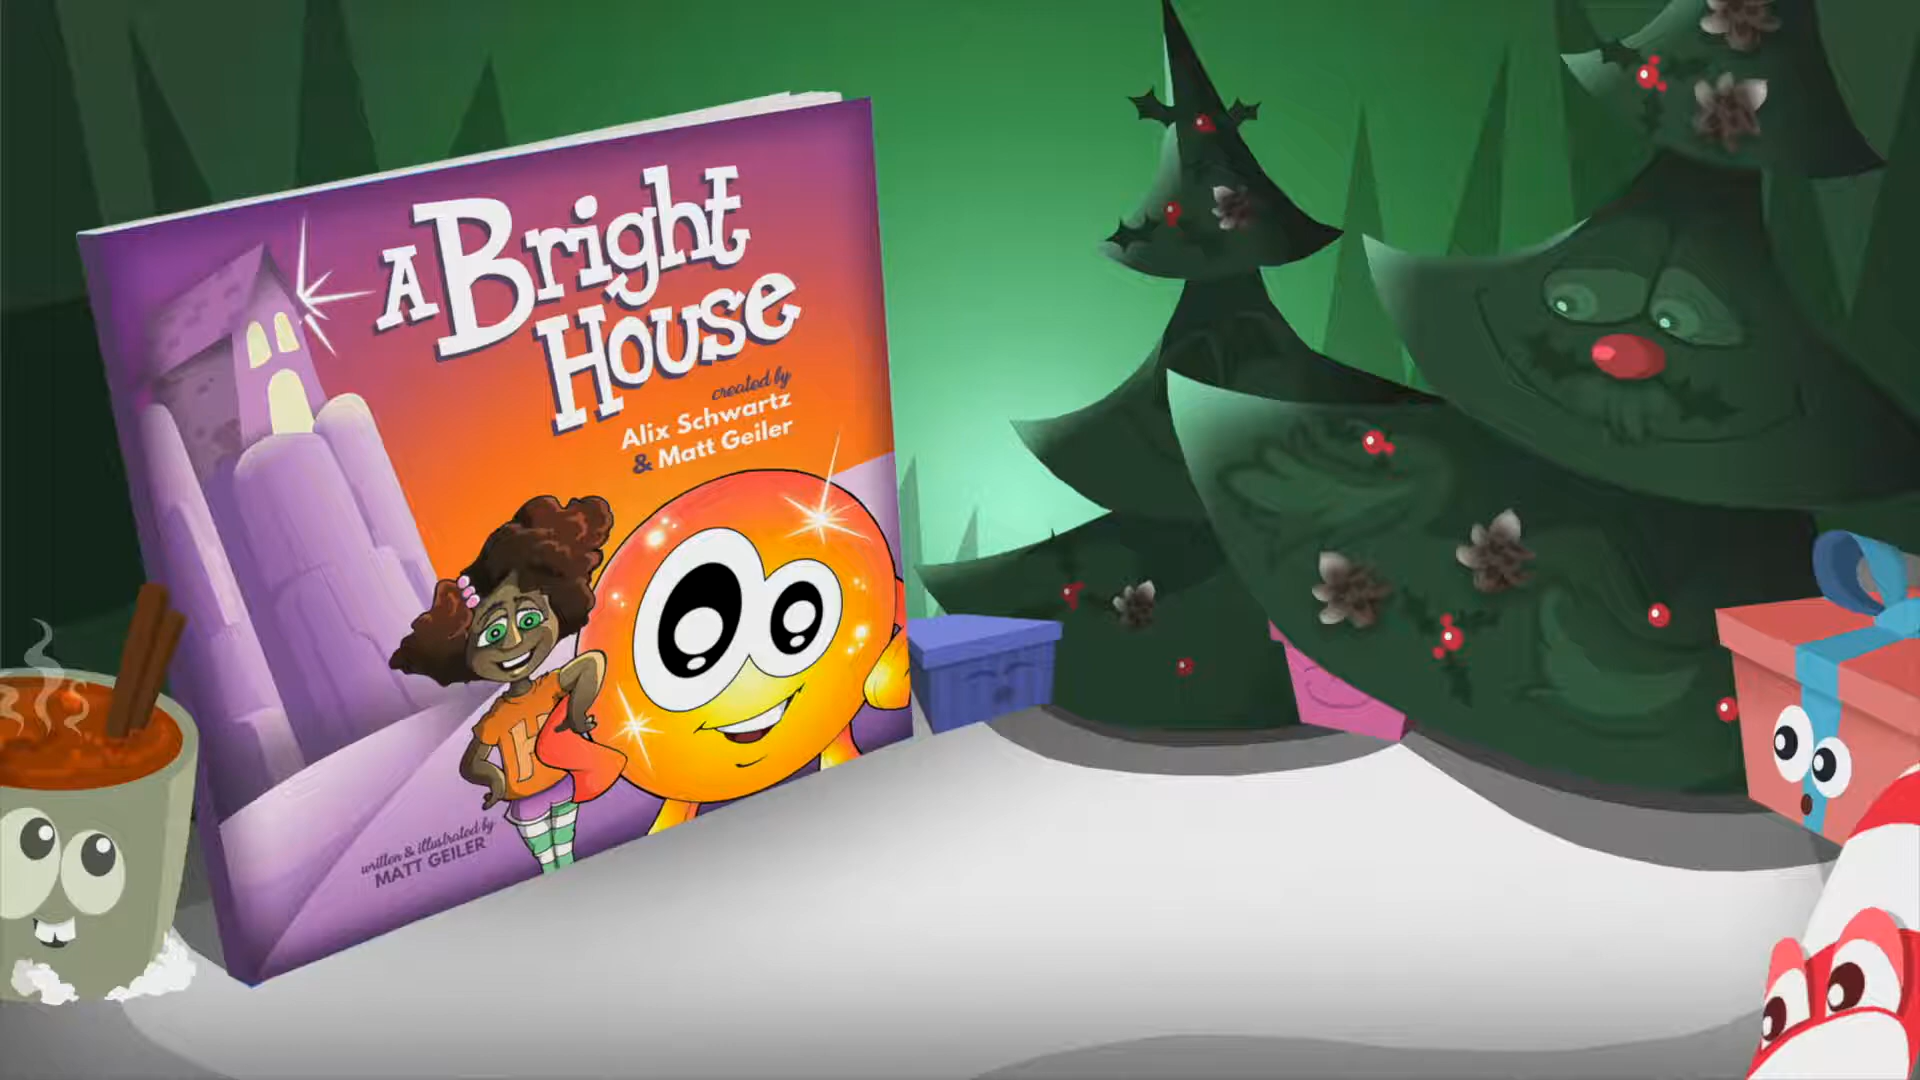 A Bright
House
created by
Alix Schwartz
& Matt Geiler
written & illustrated by
MATT GEILER